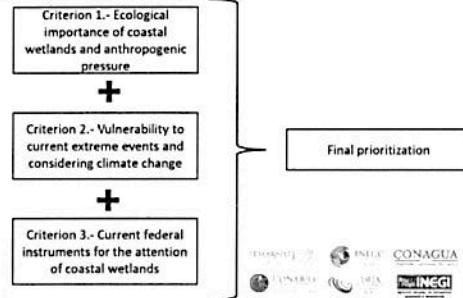 Criterion 1.- Ecological
importance of coastal
wetlands and anthropogenic
pressure
+
Criterion 2.- Vulnerability to
current extreme events and
considering climate change
+
Criterion 3.- Current federal
instruments for the attention
of coastal wetlands
Final prioritization
CONAGUA
INEGI